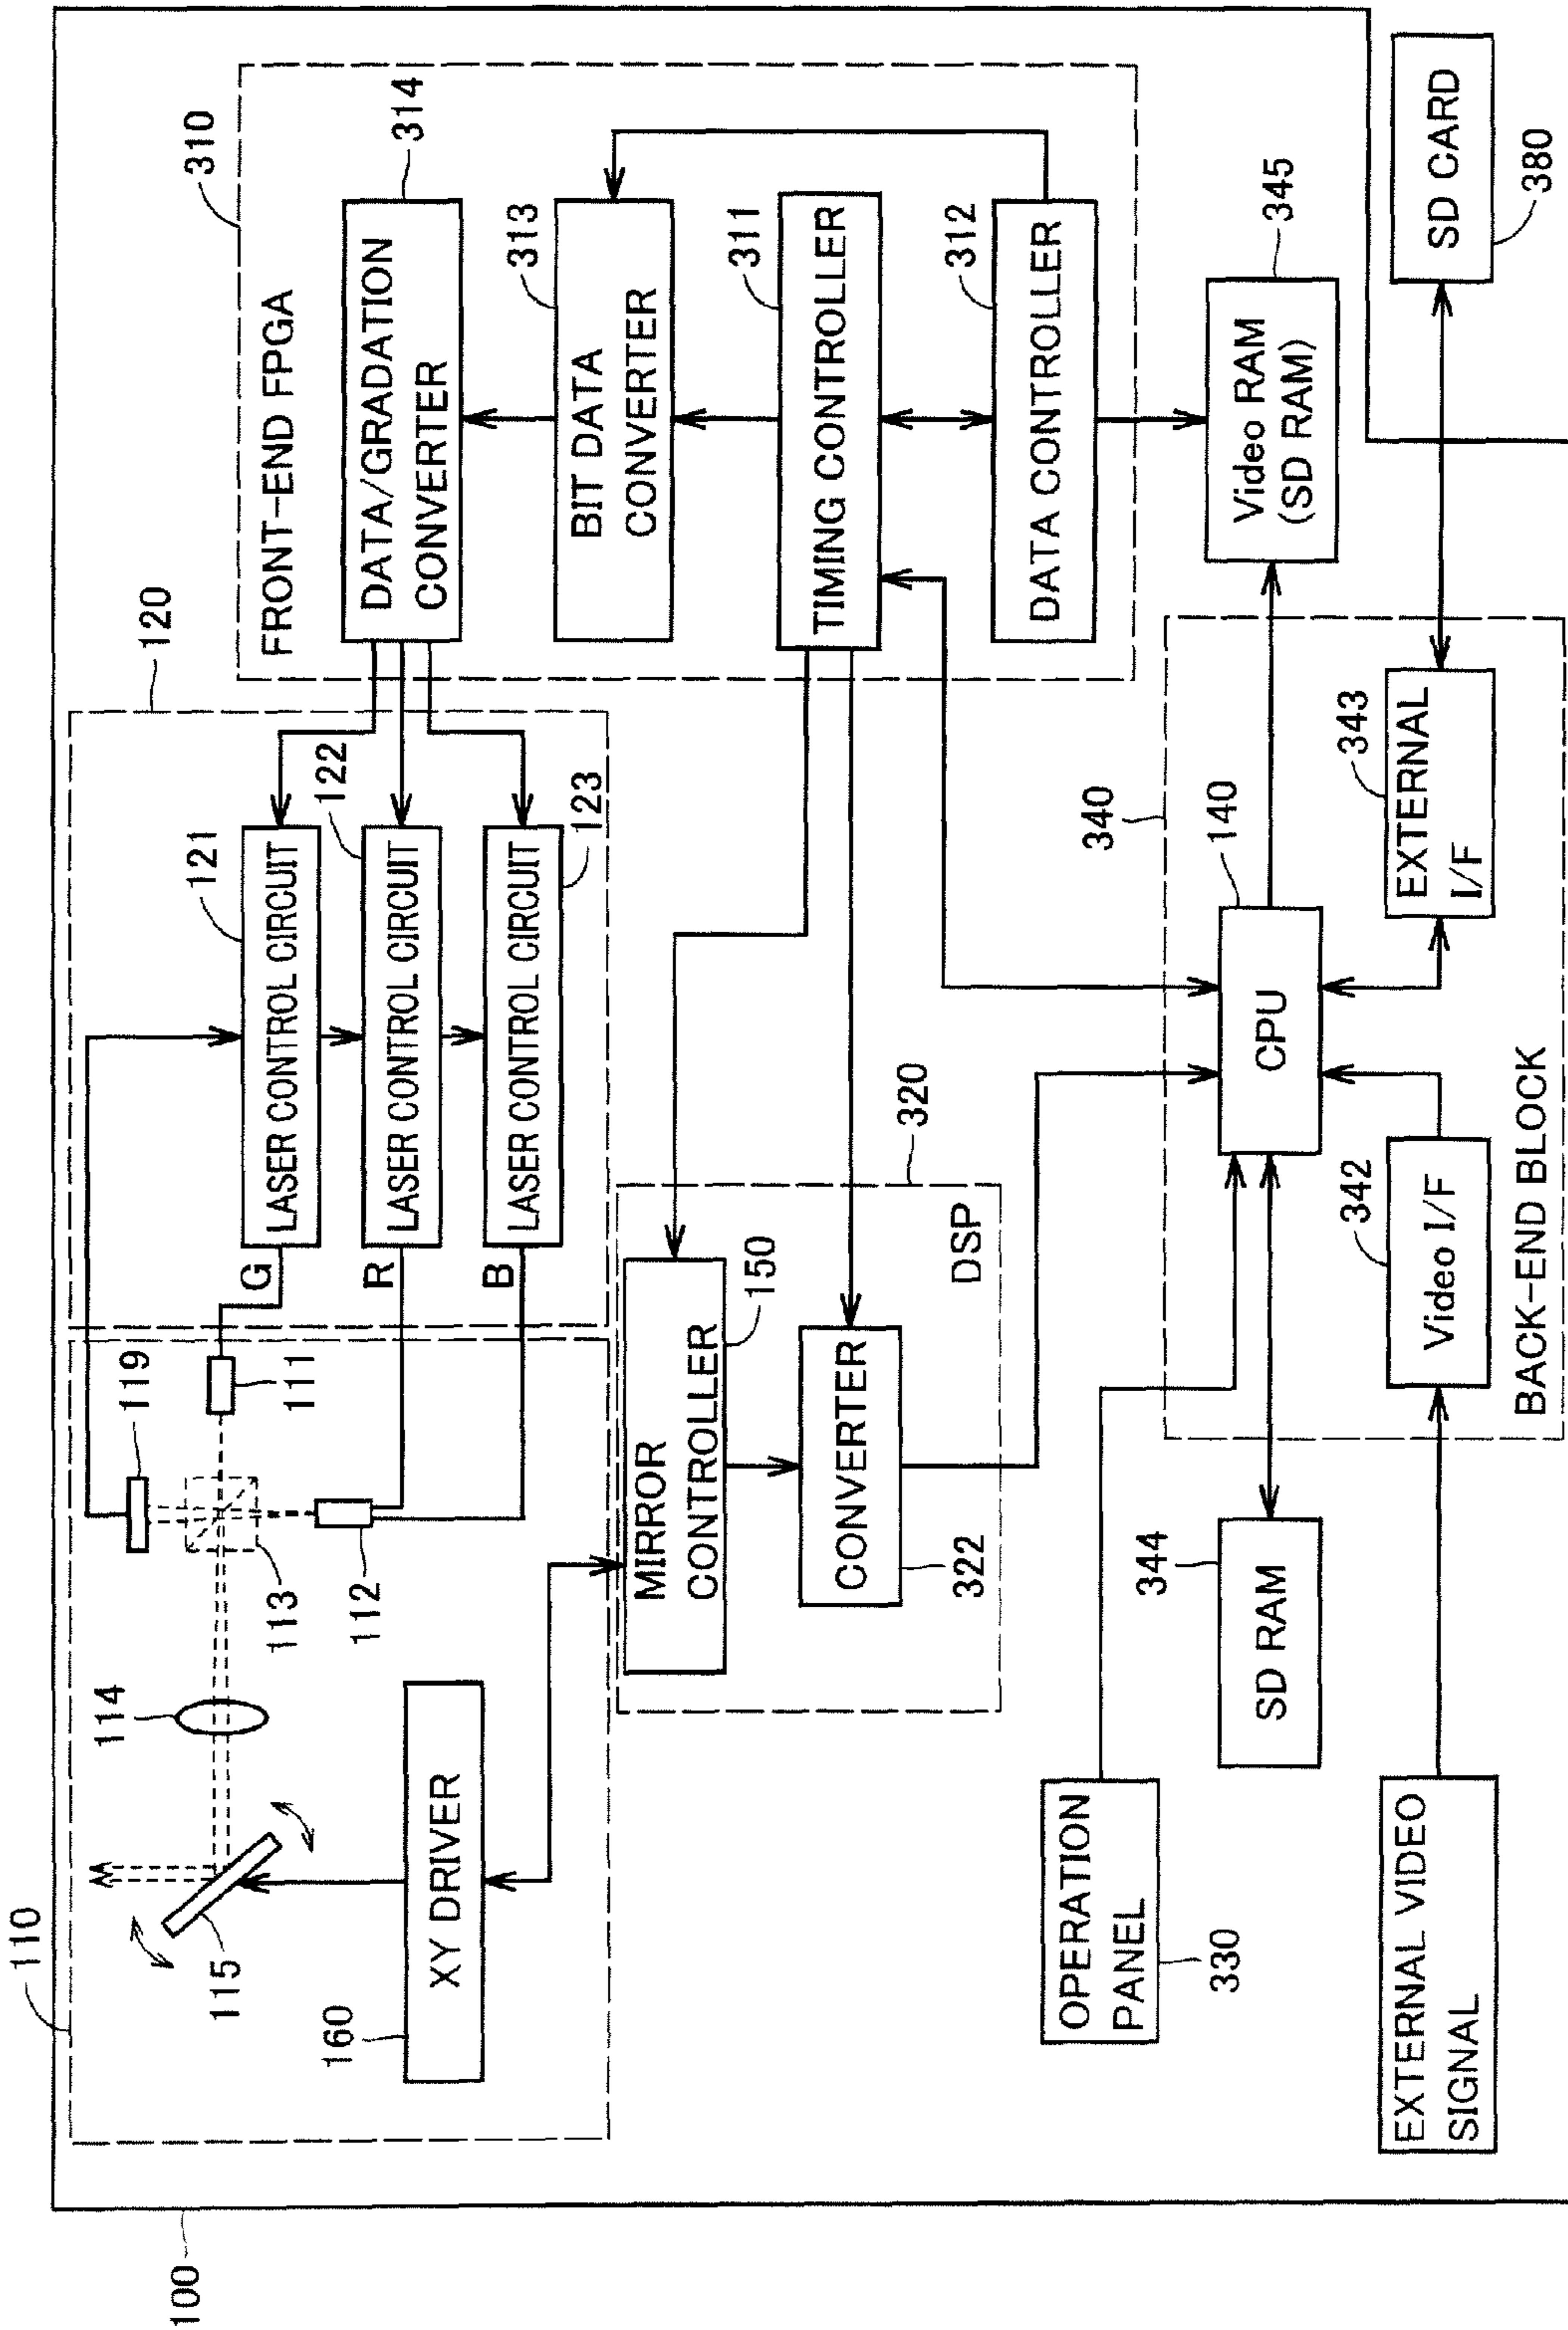 100
110
120
310
FRONT-END FPGA
119
114
115
113
111
112
G
R
B
121
LASER CONTROL CIRCUIT
122
LASER CONTROL CIRCUIT
123
LASER CONTROL CIRCUIT
314
DATA/GRADATION
CONVERTER
313
BIT DATA
CONVERTER
311
TIMING CONTROLLER
312
DATA CONTROLLER
160
XY DRIVER
MIRROR
CONTROLLER
150
CONVERTER
322
DSP
320
OPERATION
PANEL
330
344
SD RAM
EXTERNAL VIDEO
SIGNAL
340
140
CPU
342
Video I/F
343
EXTERNAL
I/F
BACK-END BLOCK
345
Video RAM
(SD RAM)
SD CARD
380